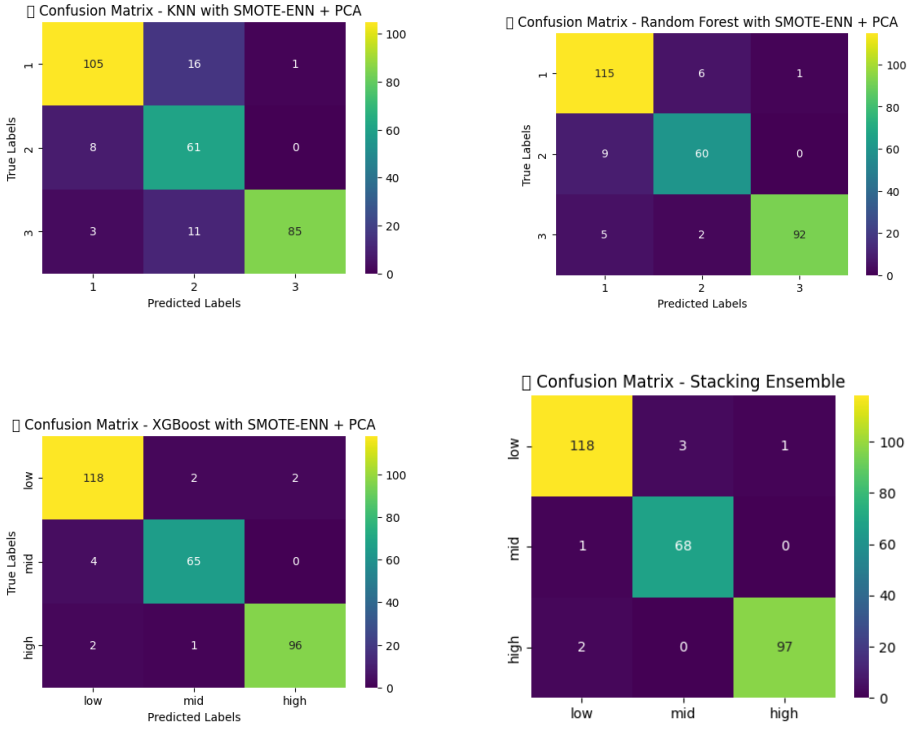 ▯ Confusion Matrix - KNN with SMOTE-ENN + PCA
1 105 16 1
2 8 61 0
3 3 11 85
1 2 3
Predicted Labels
True Labels
100
80
60
40
20
0
▯ Confusion Matrix - Random Forest with SMOTE-ENN + PCA
1 115 6 1
2 9 60 0
3 5 2 92
1 2 3
Predicted Labels
True Labels
100
80
60
40
20
0
▯ Confusion Matrix - XGBoost with SMOTE-ENN + PCA
low 118 2 2
mid 4 65 0
high 2 1 96
low mid high
Predicted Labels
True Labels
100
80
60
40
20
0
▯ Confusion Matrix - Stacking Ensemble
low 118 3 1
mid 1 68 0
high 2 0 97
low mid high
100
80
60
40
20
0